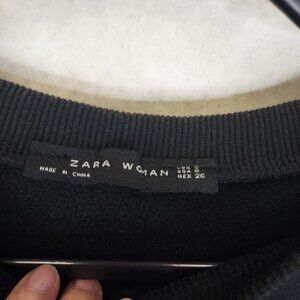 ZARA WOMAN
MADE IN CHINA
EUR S
USA S
MEX 26